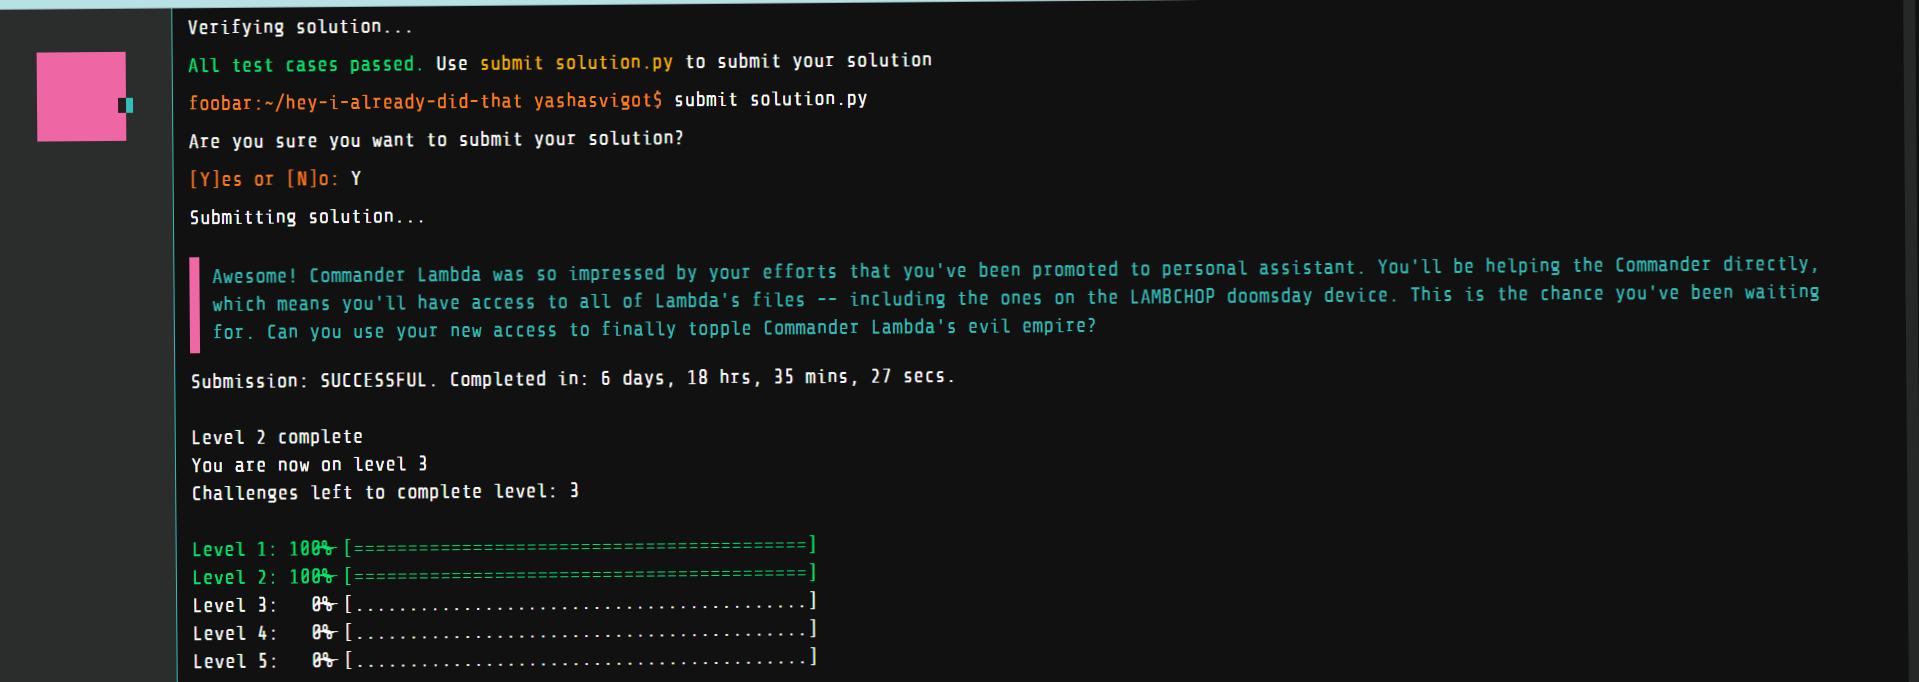 Verifying solution...
All test cases passed. Use submit solution.py to submit your solution
foobar:~/hey-i-already-did-that yashasvigot$ submit solution.py
Are you sure you want to submit your solution?
[Y]es or [N]o: Y
Submitting solution...
Awesome! Commander Lambda was so impressed by your efforts that you've been promoted to personal assistant. You'll be helping the Commander directly,
which means you'll have access to all of Lambda's files -- including the ones on the LAMBCHOP doomsday device. This is the chance you've been waiting
for. Can you use your new access to finally topple Commander Lambda's evil empire?
Submission: SUCCESSFUL. Completed in: 6 days, 18 hrs, 35 mins, 27 secs.
Level 2 complete
You are now on level 3
Challenges left to complete level: 3
Level 1: 100% [==========================================]
Level 2: 100% [==========================================]
Level 3: 0% [..........................................]
Level 4: 0% [..........................................]
Level 5: 0% [..........................................]